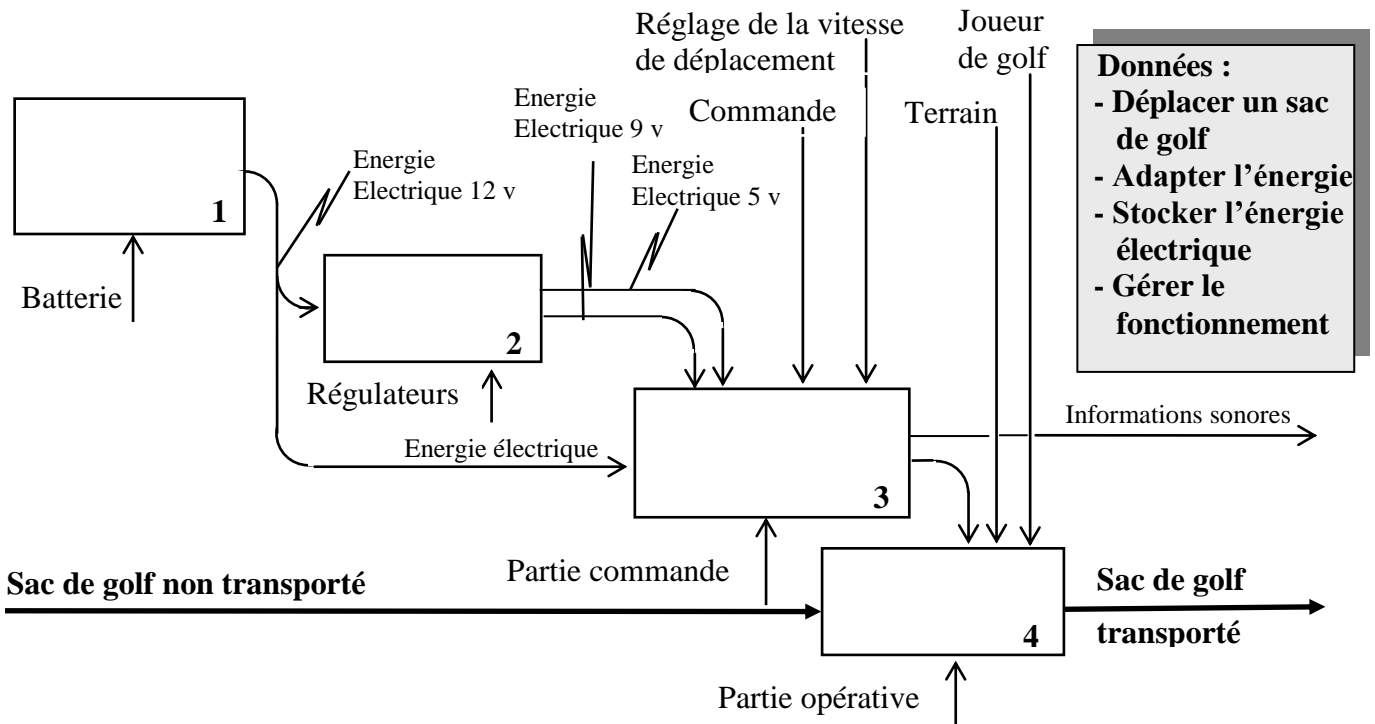 Réglage de la vitesse
de déplacement
Joueur
de golf
Données :
- Déplacer un sac
de golf
- Adapter l’énergie
- Stocker l’énergie
électrique
- Gérer le
fonctionnement
Energie
Electrique 9 v
Commande
Terrain
Energie
Electrique 12 v
Energie
Electrique 5 v
1
Batterie
2
Régulateurs
Energie électrique
Informations sonores
3
Partie commande
Sac de golf non transporté
Sac de golf
transporté
4
Partie opérative